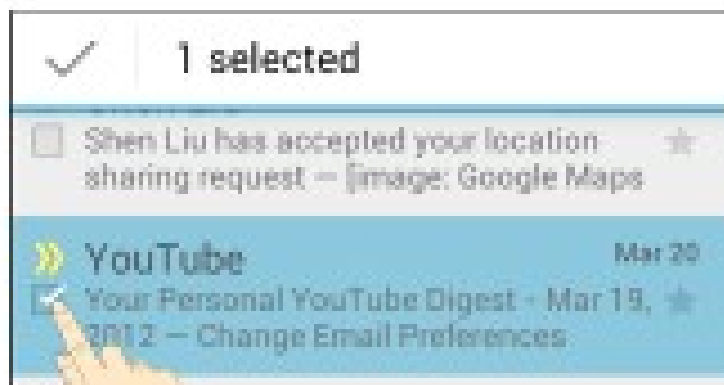 1 selected
Shen Liu has accepted your location
sharing request — [image: Google Maps
YouTube Mar 20
Your Personal YouTube Digest - Mar 19,
2012 — Change Email Preferences